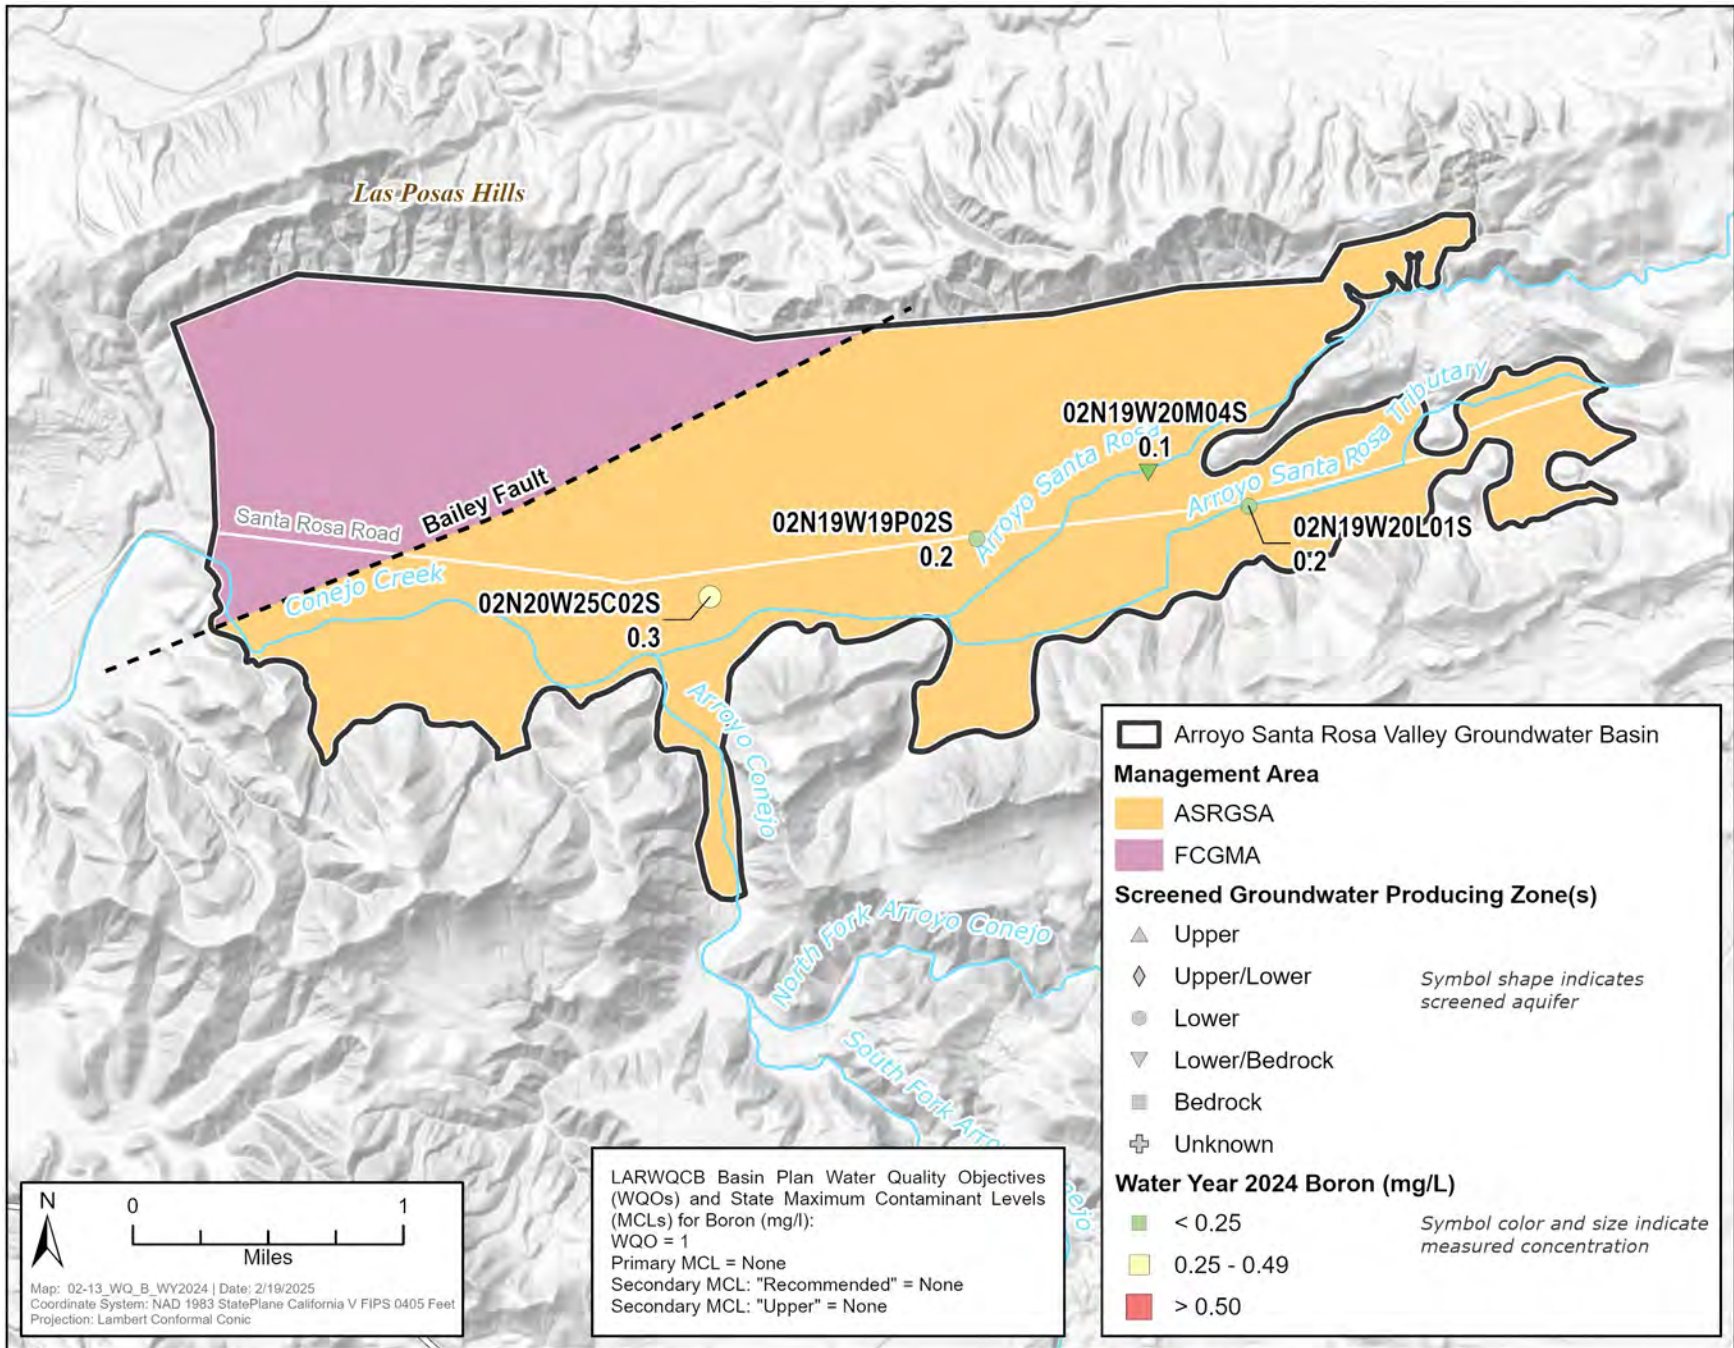 Las Posas Hills
02N19W20M04S
0.1
Arroyo Santa Rosa
Arroyo Santa Rosa Tributary
Bailey Fault
Santa Rosa Road
02N19W19P02S
0.2
02N19W20L01S
0.2
Conejo Creek
02N20W25C02S
0.3
Arroyo Conejo
North Fork Arroyo Conejo
South Fork Arro
nejo
Arroyo Santa Rosa Valley Groundwater Basin
Management Area
ASRGSA
FCGMA
Screened Groundwater Producing Zone(s)
Upper
Upper/Lower
Lower
Lower/Bedrock
Bedrock
Unknown
Symbol shape indicates
screened aquifer
Water Year 2024 Boron (mg/L)
< 0.25
0.25 - 0.49
> 0.50
Symbol color and size indicate
measured concentration
LARWQCB Basin Plan Water Quality Objectives
(WQOs) and State Maximum Contaminant Levels
(MCLs) for Boron (mg/l):
WQO = 1
Primary MCL = None
Secondary MCL: "Recommended" = None
Secondary MCL: "Upper" = None
N
0 1
Miles
Map: 02-13_WQ_B_WY2024 | Date: 2/19/2025
Coordinate System: NAD 1983 StatePlane California V FIPS 0405 Feet
Projection: Lambert Conformal Conic